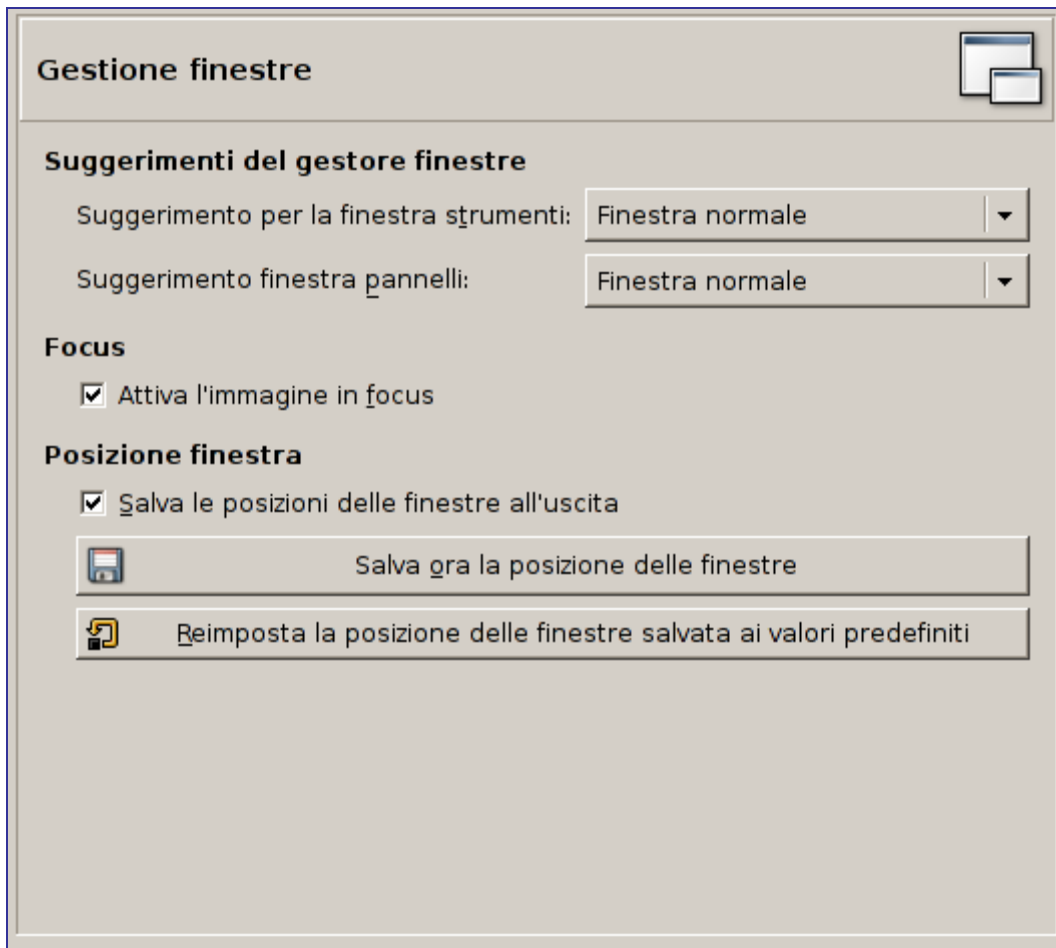 Gestione finestre
Suggerimenti del gestore finestre
Suggerimento per la finestra strumenti: Finestra normale
Suggerimento finestra pannelli: Finestra normale
Focus
Attiva l'immagine in focus
Posizione finestra
Salva le posizioni delle finestre all'uscita
Salva ora la posizione delle finestre
Reimposta la posizione delle finestre salvata ai valori predefiniti